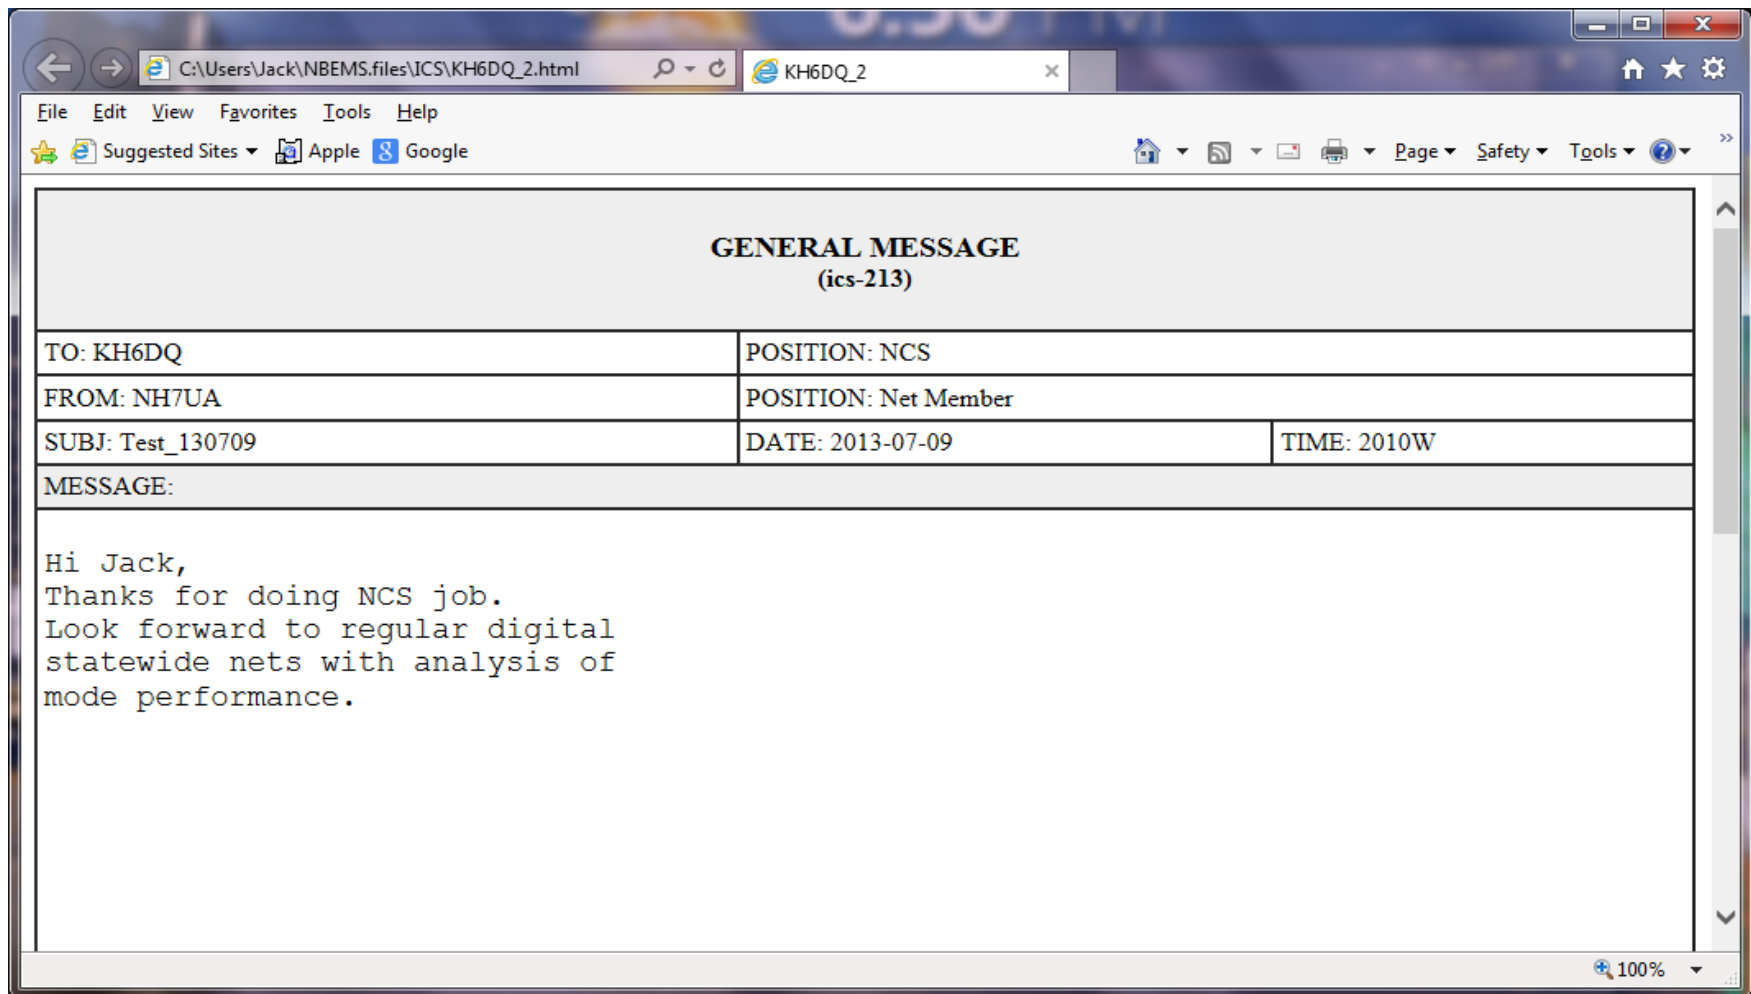 C:\Users\Jack\NBEMS.files\ICS\KH6DQ_2.html
KH6DQ_2
File Edit View Favorites Tools Help
Suggested Sites Apple Google
Page Safety Tools
GENERAL MESSAGE
(ics-213)
TO: KH6DQ POSITION: NCS
FROM: NH7UA POSITION: Net Member
SUBJ: Test_130709 DATE: 2013-07-09 TIME: 2010W
MESSAGE:
Hi Jack,
Thanks for doing NCS job.
Look forward to regular digital
statewide nets with analysis of
mode performance.
100%